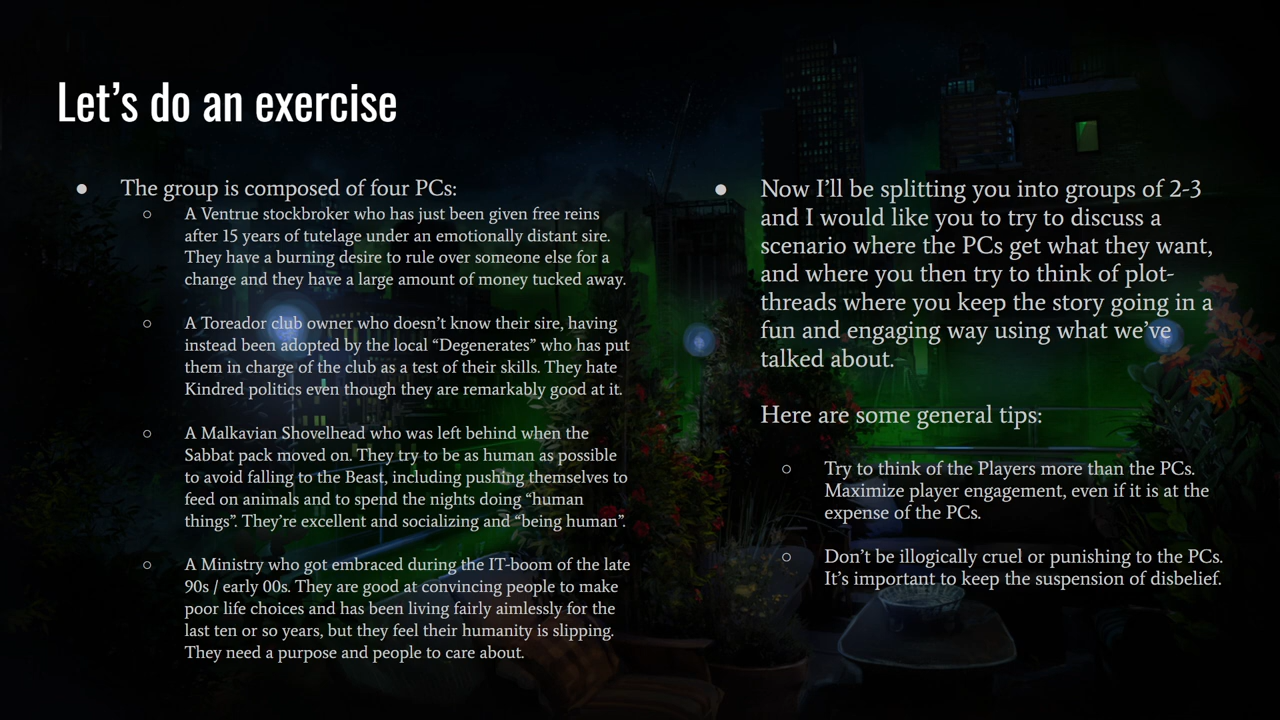 Let’s do an exercise
● The group is composed of four PCs:
○ A Ventrue stockbroker who has just been given free reins
after 15 years of tutelage under an emotionally distant sire.
They have a burning desire to rule over someone else for a
change and they have a large amount of money tucked away.
○ A Toreador club owner who doesn’t know their sire, having
instead been adopted by the local “Degenerates” who has put
them in charge of the club as a test of their skills. They hate
Kindred politics even though they are remarkably good at it.
○ A Malkavian Shovelhead who was left behind when the
Sabbat pack moved on. They try to be as human as possible
to avoid falling to the Beast, including pushing themselves to
feed on animals and to spend the nights doing “human
things”. They’re excellent and socializing and “being human”.
○ A Ministry who got embraced during the IT-boom of the late
90s / early 00s. They are good at convincing people to make
poor life choices and has been living fairly aimlessly for the
last ten or so years, but they feel their humanity is slipping.
They need a purpose and people to care about.
● Now I’ll be splitting you into groups of 2-3
and I would like you to try to discuss a
scenario where the PCs get what they want,
and where you then try to think of plot-
threads where you keep the story going in a
fun and engaging way using what we’ve
talked about.
Here are some general tips:
○ Try to think of the Players more than the PCs.
Maximize player engagement, even if it is at the
expense of the PCs.
○ Don’t be illogically cruel or punishing to the PCs.
It’s important to keep the suspension of disbelief.